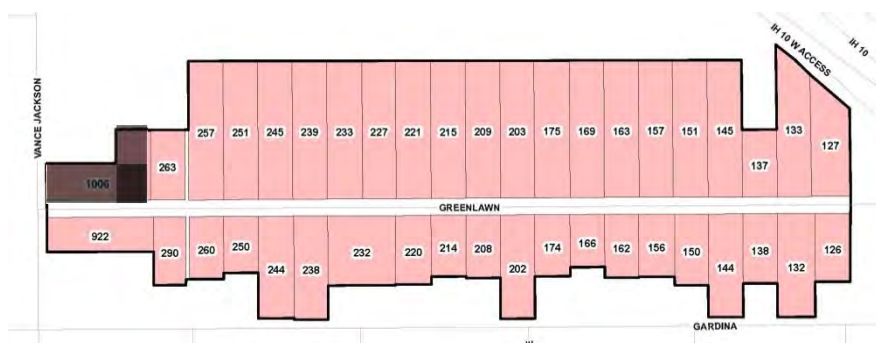 IH 10 W ACCESS
IH 10
VANCE JACKSON
257 251 245 239 233 227 221 215 209 203 175 169 163 157 151 145 133
127
263 137
1006
GREENLAWN
922
290 260 250 244 238 232 220 214 208 202 174 166 162 156 150 144 138 132 126
GARDINA